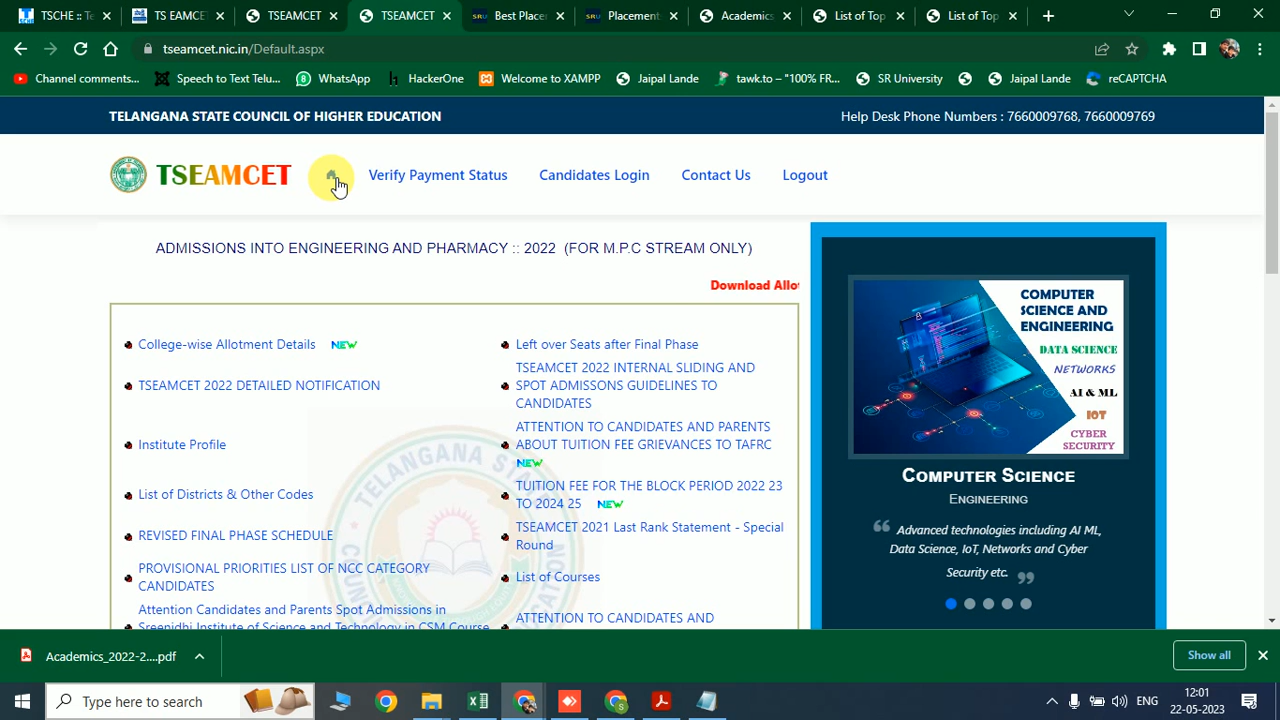 TSCHE :: Te
TS EAMCE
TSEAMCET
TSEAMCET
Best Place
Placement
Academics
List of Top
List of Top
tseamcet.nic.in/Default.aspx
Channel comments...
Speech to Text Telu...
WhatsApp
HackerOne
Welcome to XAMPP
Jaipal Lande
tawk.to – "100% FR...
SR University
Jaipal Lande
reCAPTCHA
TELANGANA STATE COUNCIL OF HIGHER EDUCATION
Help Desk Phone Numbers : 7660009768, 7660009769
TSEAMCET
Verify Payment Status
Candidates Login
Contact Us
Logout
ADMISSIONS INTO ENGINEERING AND PHARMACY :: 2022 (FOR M.P.C STREAM ONLY)
Download Allo
College-wise Allotment Details NEW
TSEAMCET 2022 DETAILED NOTIFICATION
Institute Profile
List of Districts & Other Codes
REVISED FINAL PHASE SCHEDULE
PROVISIONAL PRIORITIES LIST OF NCC CATEGORY
CANDIDATES
Attention Candidates and Parents Spot Admissions in
Sreenidhi Institute of Science and Technology in CSM Course
Left over Seats after Final Phase
TSEAMCET 2022 INTERNAL SLIDING AND
SPOT ADMISSONS GUIDELINES TO
CANDIDATES
ATTENTION TO CANDIDATES AND PARENTS
ABOUT TUITION FEE GRIEVANCES TO TAFRC
NEW
TUITION FEE FOR THE BLOCK PERIOD 2022 23
TO 2024 25 NEW
TSEAMCET 2021 Last Rank Statement - Special
Round
List of Courses
ATTENTION TO CANDIDATES AND
COMPUTER
SCIENCE AND
ENGINEERING
DATA SCIENCE
NETWORKS
AI & ML
IOT
CYBER
SECURITY
COMPUTER SCIENCE
ENGINEERING
“ Advanced technologies including AI ML,
Data Science, IoT, Networks and Cyber
Security etc. ”
Academics_2022-2....pdf
Show all
Type here to search
ENG
12:01
22-05-2023